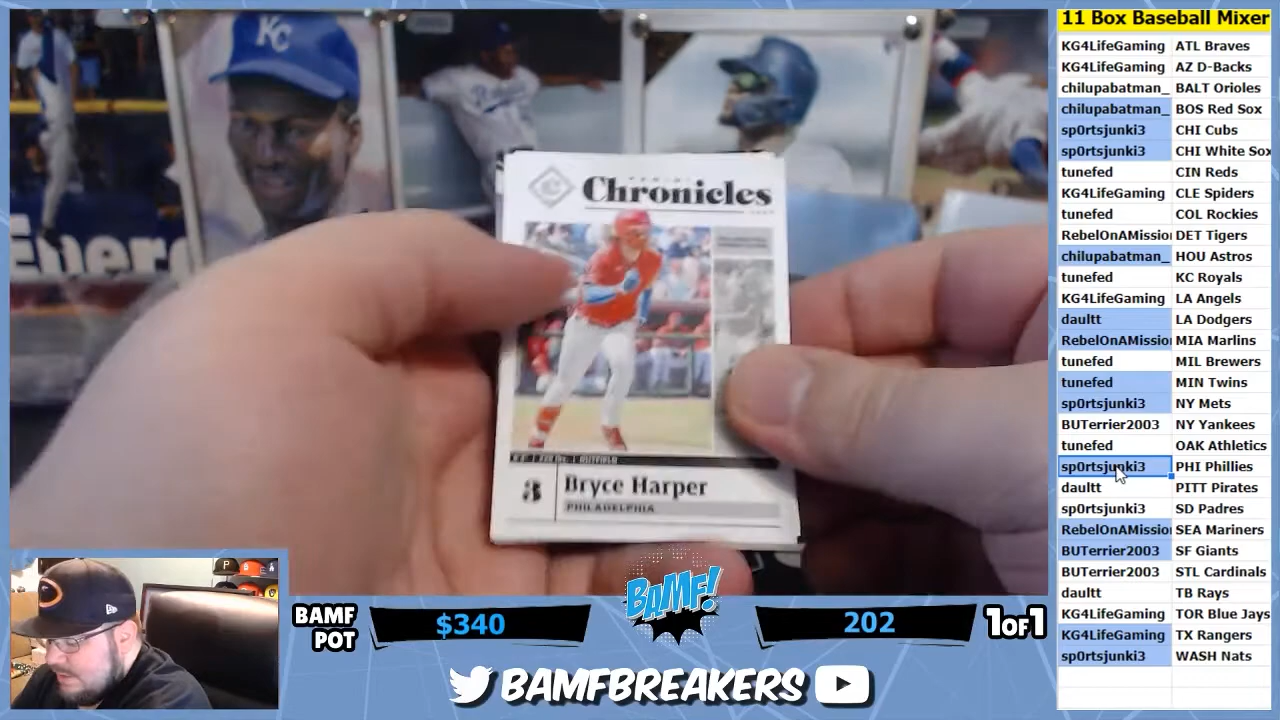 11 Box Baseball Mixer
KG4LifeGaming ATL Braves
KG4LifeGaming AZ D-Backs
chilupabatman_ BALT Orioles
chilupabatman_ BOS Red Sox
sp0rtsjunki3 CHI Cubs
sp0rtsjunki3 CHI White Sox
tunefed CIN Reds
KG4LifeGaming CLE Spiders
tunefed COL Rockies
RebelOnAMission DET Tigers
chilupabatman_ HOU Astros
tunefed KC Royals
KG4LifeGaming LA Angels
daultt LA Dodgers
RebelOnAMission MIA Marlins
tunefed MIL Brewers
tunefed MIN Twins
sp0rtsjunki3 NY Mets
BUTerrier2003 NY Yankees
tunefed OAK Athletics
sp0rtsjunki3 PHI Phillies
daultt PITT Pirates
sp0rtsjunki3 SD Padres
RebelOnAMission SEA Mariners
BUTerrier2003 SF Giants
BUTerrier2003 STL Cardinals
daultt TB Rays
KG4LifeGaming TOR Blue Jays
KG4LifeGaming TX Rangers
sp0rtsjunki3 WASH Nats
KC
Chronicles
OUTFIELD
3 Bryce Harper
PHILADELPHIA
BAMF POT $340
BAMF!
202 1OF1
BAMFBREAKERS